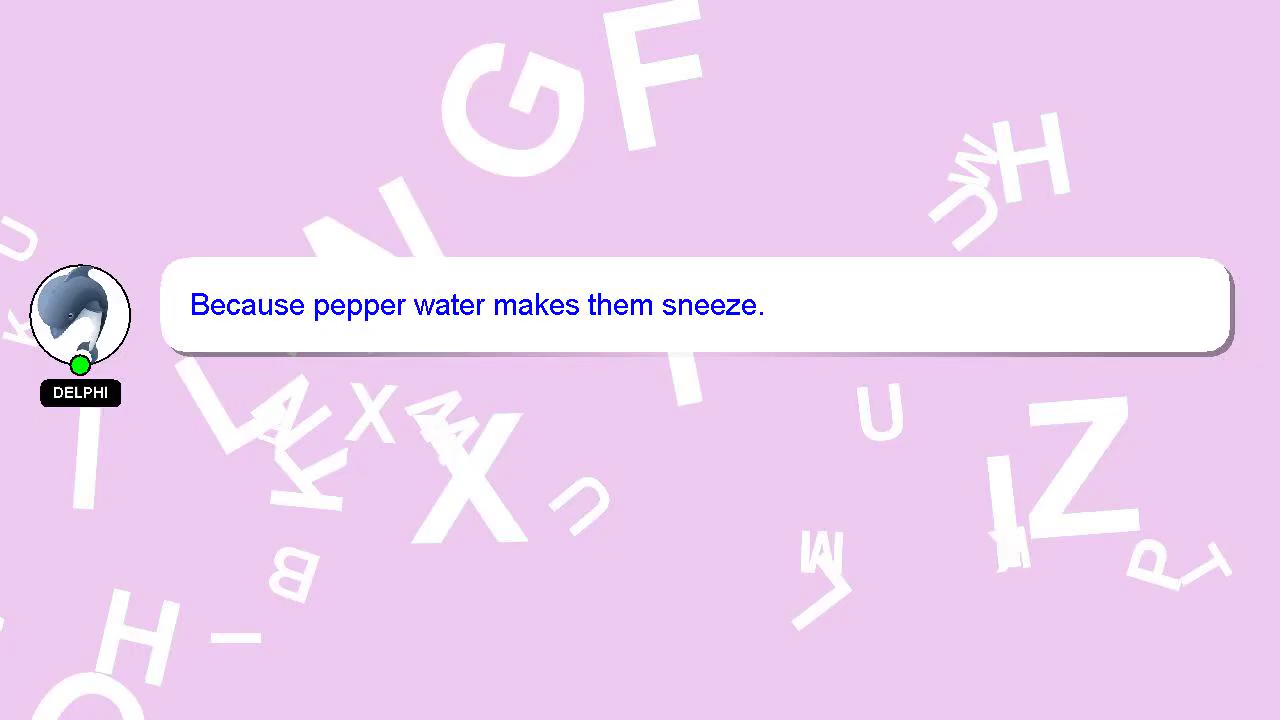 G F
H
W
U
N
U
K
Because pepper water makes them sneeze.
DELPHI
L
X
U
Z
K
X
U
I
I
B
P
T
L
H
I